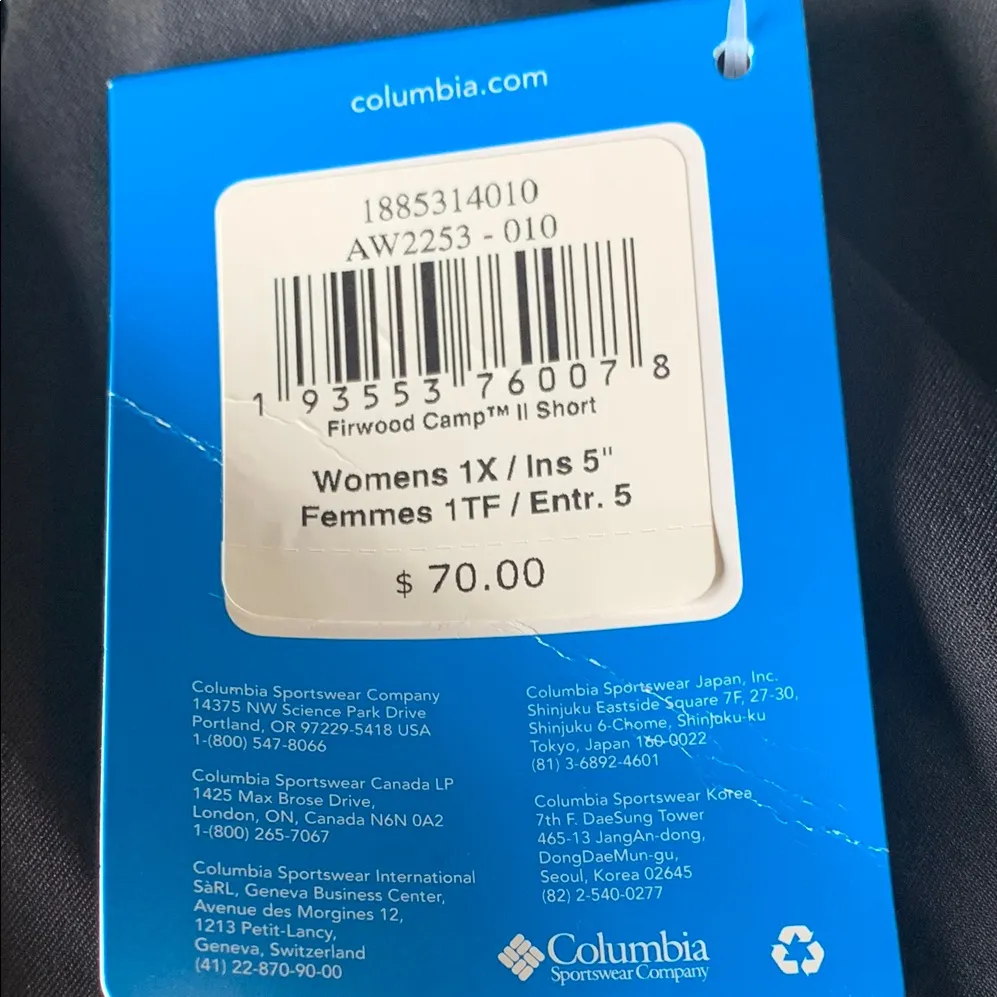 columbia.com
1885314010
AW2253 - 010
1 93553 76007 8
Firwood Camp™ II Short
Womens 1X / Ins 5"
Femmes 1TF / Entr. 5
$ 70.00
Columbia Sportswear Company
14375 NW Science Park Drive
Portland, OR 97229-5418 USA
1-(800) 547-8066
Columbia Sportswear Canada LP
1425 Max Brose Drive,
London, ON, Canada N6N 0A2
1-(800) 265-7067
Columbia Sportswear International
SàRL, Geneva Business Center,
Avenue des Morgines 12,
1213 Petit-Lancy,
Geneva, Switzerland
(41) 22-870-90-00
Columbia Sportswear Japan, Inc.
Shinjuku Eastside Square 7F, 27-30,
Shinjuku 6-Chome, Shinjuku-ku
Tokyo, Japan 160-0022
(81) 3-6892-4601
Columbia Sportswear Korea
7th F. DaeSung Tower
465-13 JangAn-dong,
DongDaeMun-gu,
Seoul, Korea 02645
(82) 2-540-0277
Columbia
Sportswear Company